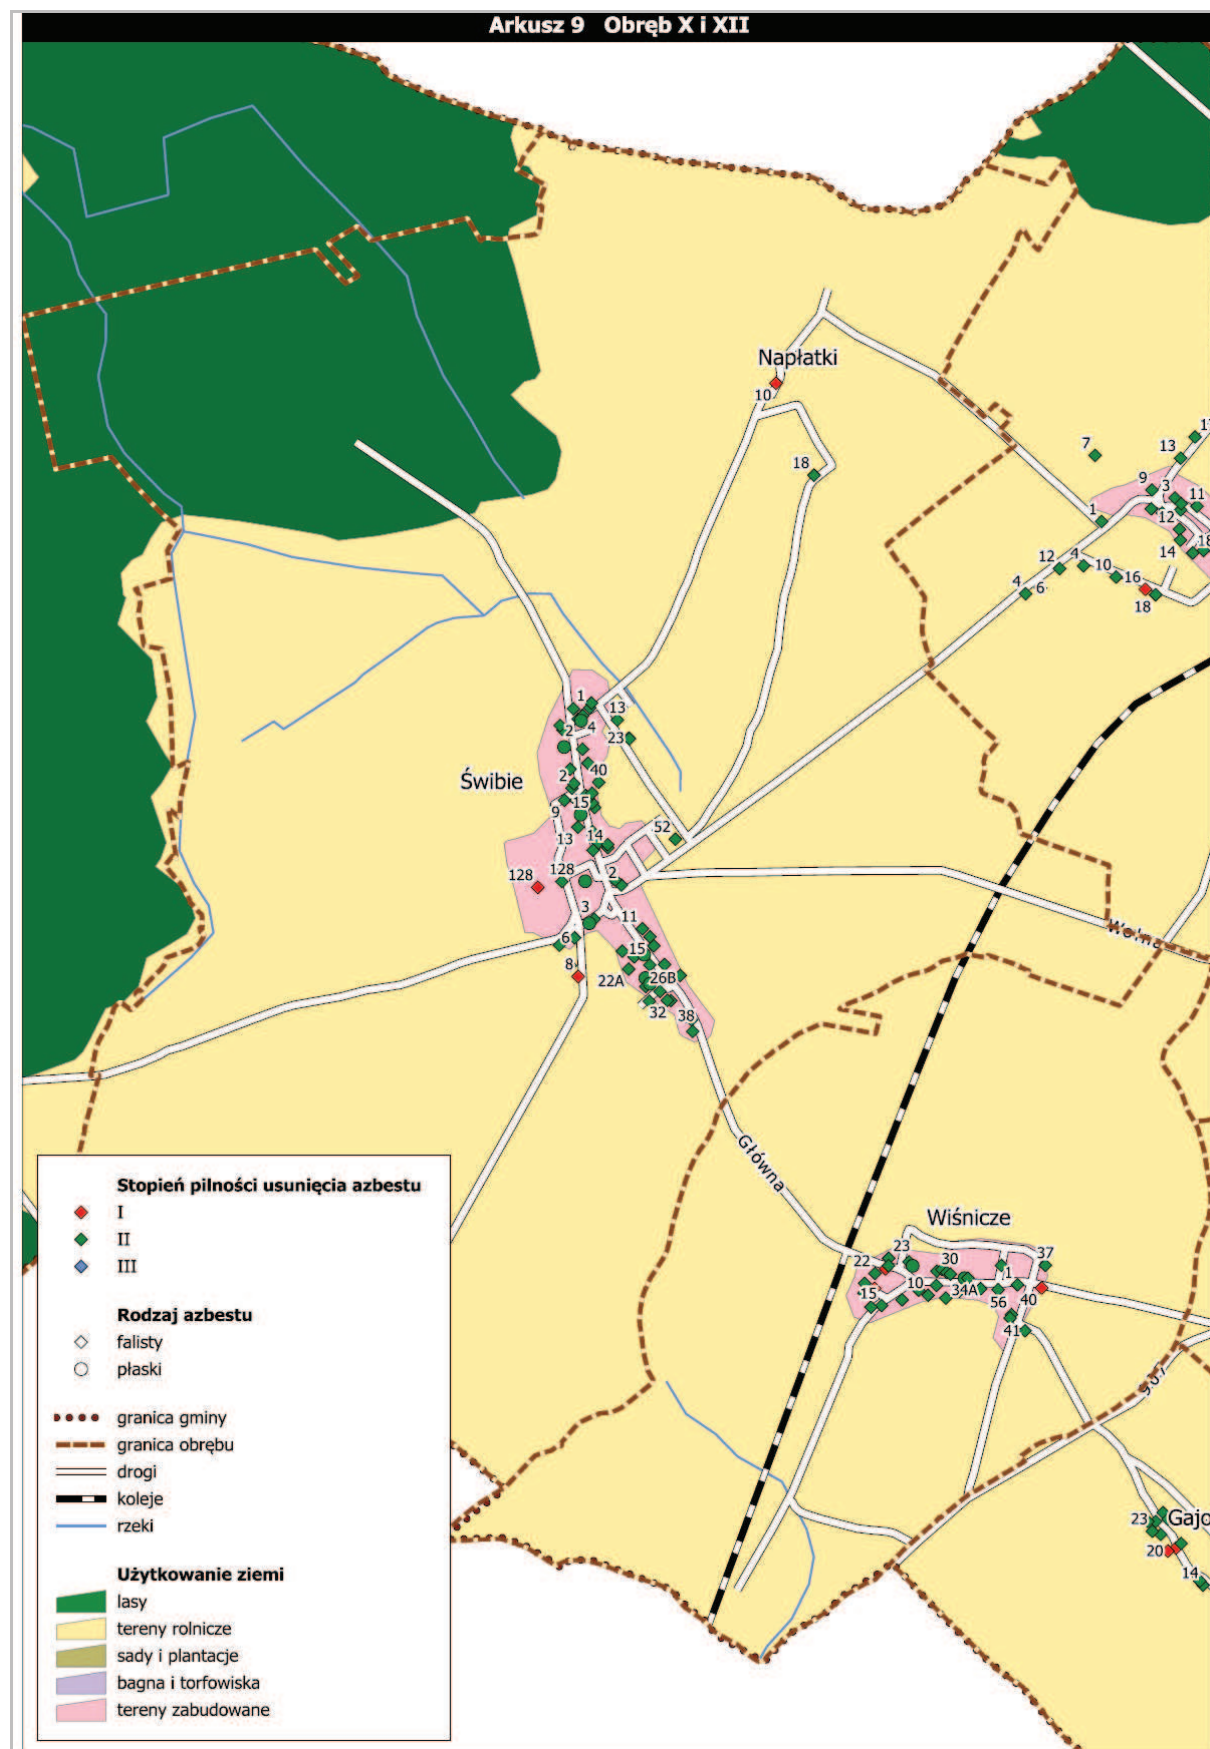 Arkusz 9 Obręb X i XII
Napłatki
10
18
7
13
9
3
11
1
12
14
18
12
4
10
16
4
6
18
1
13
2
4
23
Świbie
2
40
9
15
13
14
52
128
128
2
3
11
6
15
8
22A
26B
32
38
Wolna
Główna
Wiśnicze
23
30
37
22
10
1
15
34A
56
40
41
907
23
20
14
Stopień pilności usunięcia azbestu
I
II
III
Rodzaj azbestu
falisty
płaski
granica gminy
granica obrębu
drogi
koleje
rzeki
Użytkowanie ziemi
lasy
tereny rolnicze
sady i plantacje
bagna i torfowiska
tereny zabudowane